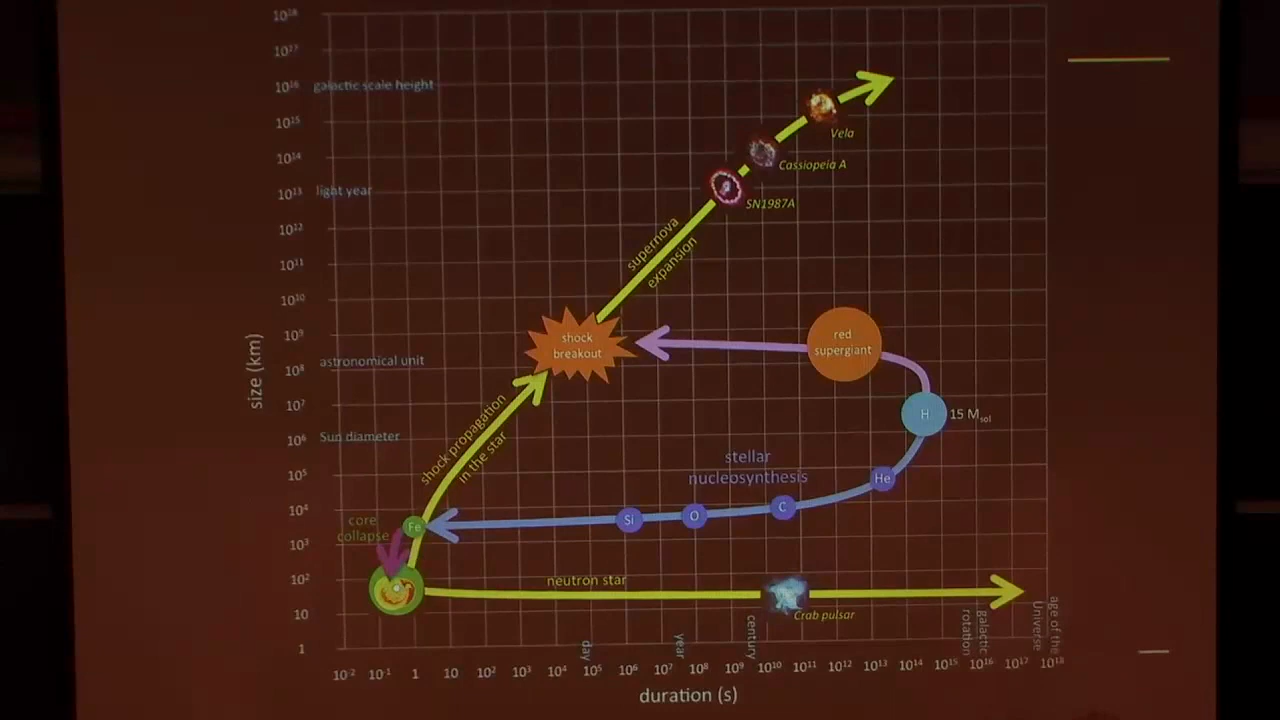 10¹⁸
10¹⁷
10¹⁶ galactic scale height
10¹⁵
Vela
10¹⁴
Cassiopeia A
10¹³ light year
SN1987A
10¹²
supernova
expansion
10¹¹
10¹⁰
10⁹
shock
breakout
red
supergiant
astronomical unit
10⁸
10⁷
H 15 Msol
10⁶ Sun diameter
shock propagation
in the star
10⁵
stellar
nucleosynthesis
He
C
O
Si
10⁴
core
collapse
Fe
10³
10²
neutron star
10
Crab pulsar
1
day
year
century
galactic
rotation
age of the
Universe
10⁻² 10⁻¹ 1 10 10² 10³ 10⁴ 10⁵ 10⁶ 10⁷ 10⁸ 10⁹ 10¹⁰ 10¹¹ 10¹² 10¹³ 10¹⁴ 10¹⁵ 10¹⁶ 10¹⁷ 10¹⁸
size (km)
duration (s)